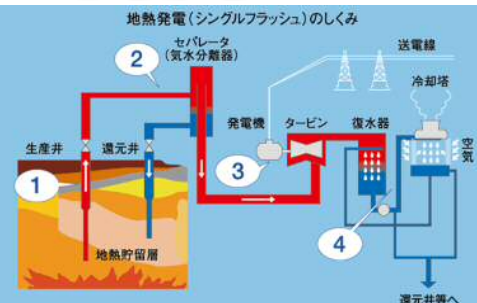 地熱発電(シングルフラッシュ)のしくみ
セパレータ
(気水分離器)
2
送電線
冷却塔
発電機
タービン
復水器
空気
生産井
還元井
1
3
4
地熱貯留層
還元井等へ